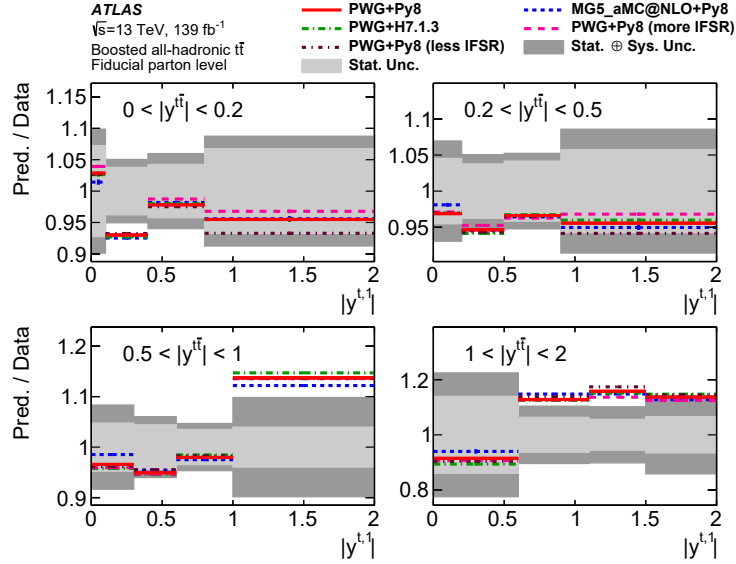 ATLAS
√s=13 TeV, 139 fb⁻¹
Boosted all-hadronic tt̄
Fiducial parton level
PWG+Py8
PWG+H7.1.3
PWG+Py8 (less IFSR)
Stat. Unc.
MG5_aMC@NLO+Py8
PWG+Py8 (more IFSR)
Stat. ⊕ Sys. Unc.
Pred. / Data
0 < |y^{tt̄}| < 0.2
1.15
1.1
1.05
1
0.95
0.9
0 0.5 1 1.5 2
|y^{t,1}|
0.2 < |y^{tt̄}| < 0.5
1.15
1.1
1.05
1
0.95
0 0.5 1 1.5 2
|y^{t,1}|
Pred. / Data
0.5 < |y^{tt̄}| < 1
1.2
1.1
1
0.9
0 0.5 1 1.5 2
|y^{t,1}|
1 < |y^{tt̄}| < 2
1.2
1
0.8
0 0.5 1 1.5 2
|y^{t,1}|